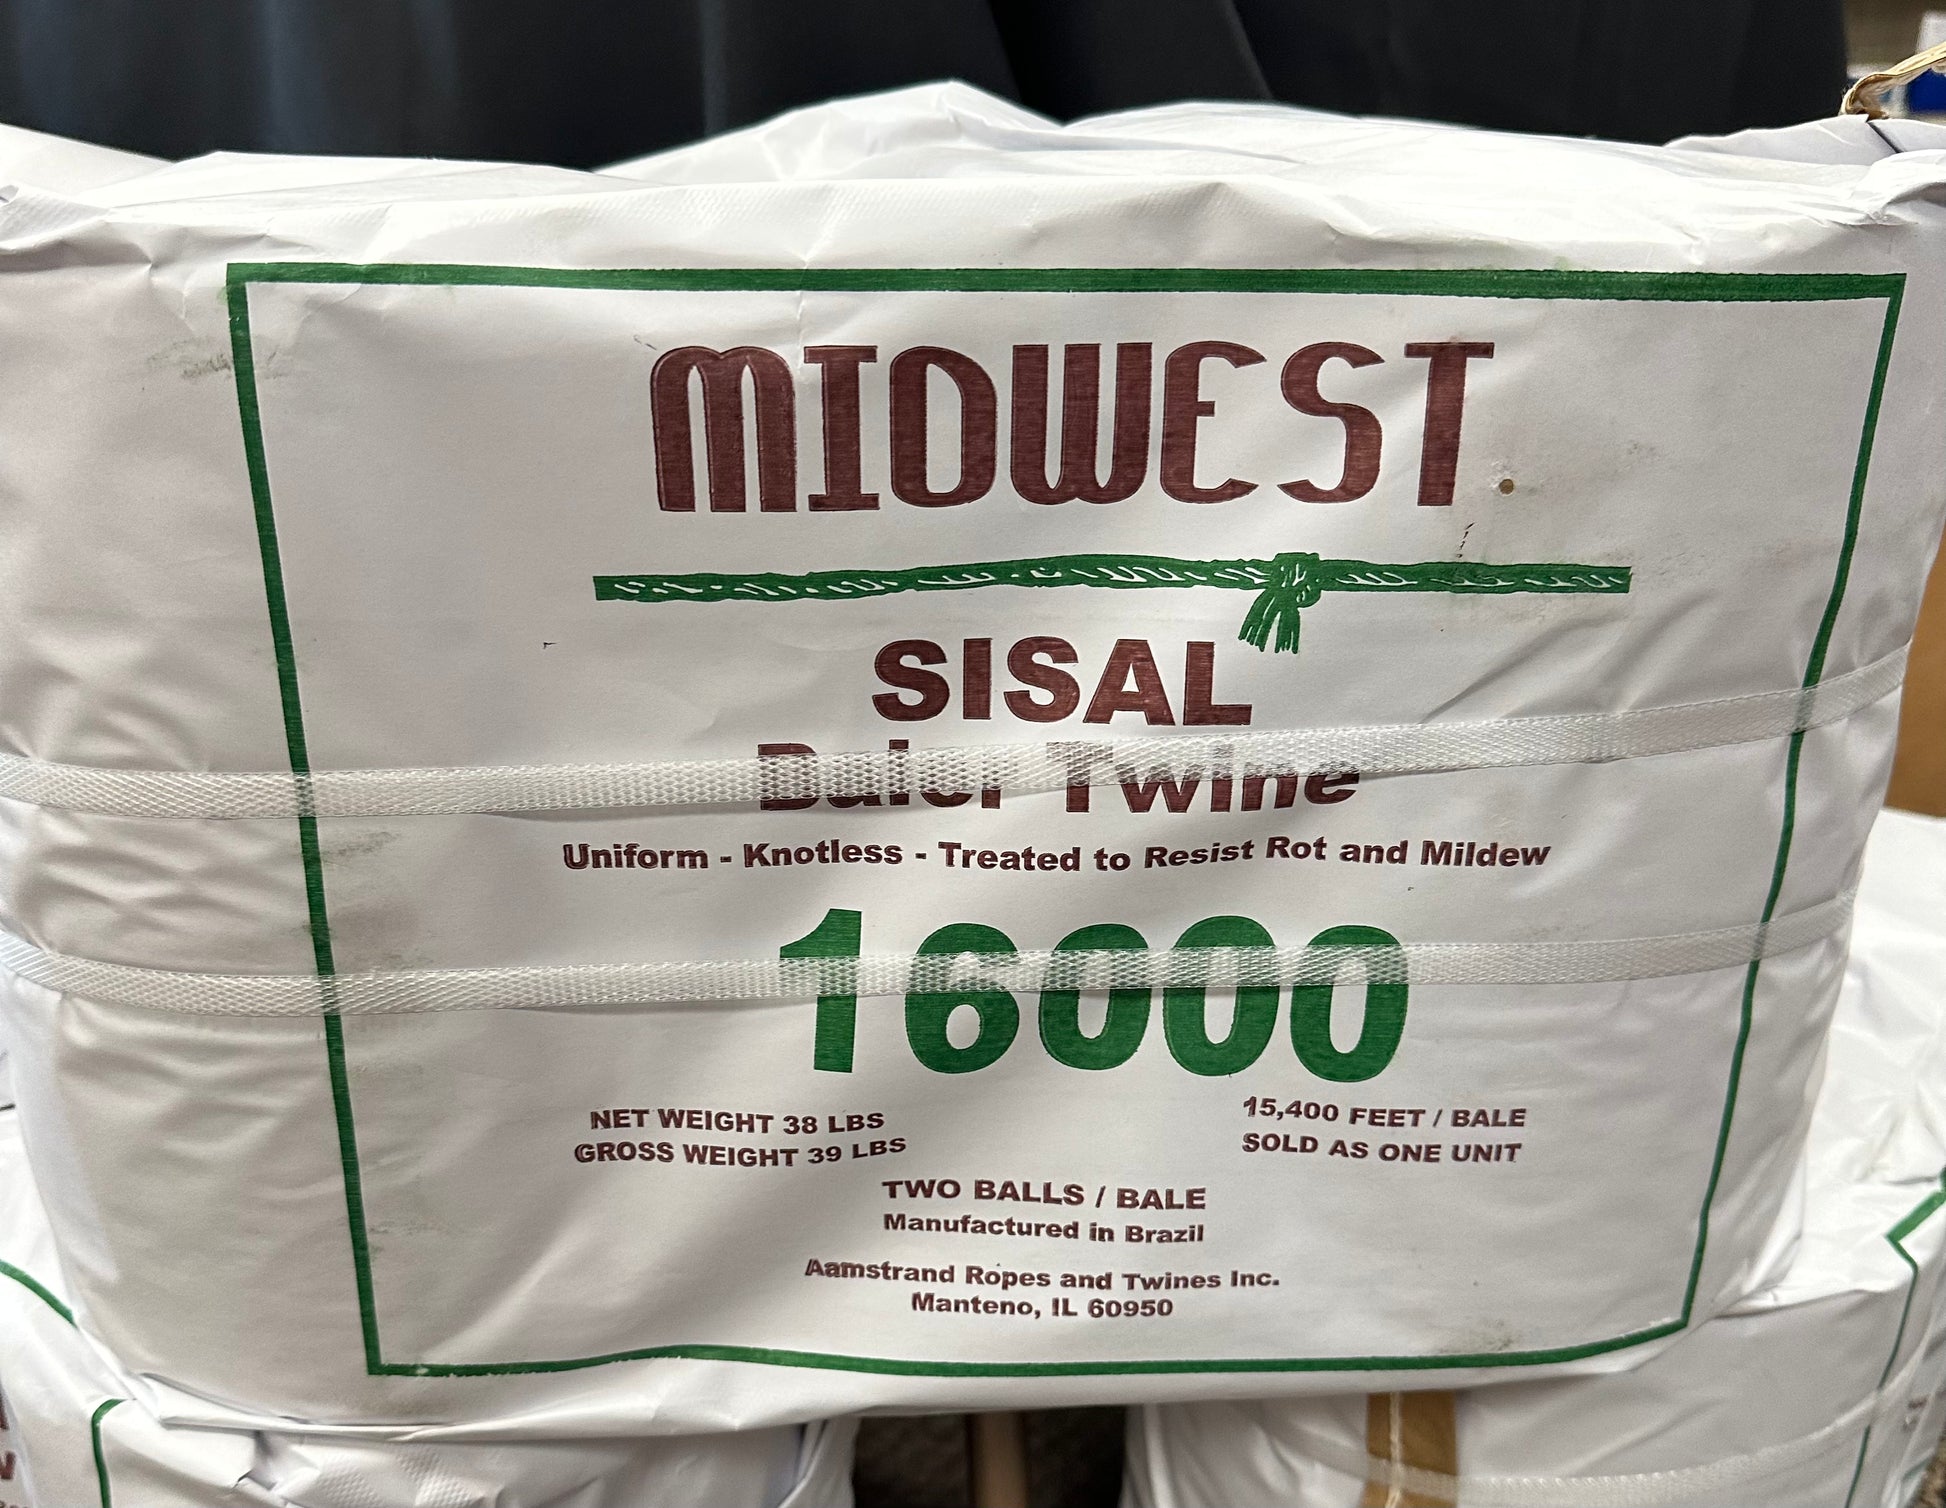 MIDWEST
SISAL
Baler Twine
Uniform - Knotless - Treated to Resist Rot and Mildew
16000
NET WEIGHT 38 LBS
GROSS WEIGHT 39 LBS
15,400 FEET / BALE
SOLD AS ONE UNIT
TWO BALLS / BALE
Manufactured in Brazil
Aamstrand Ropes and Twines Inc.
Manteno, IL 60950